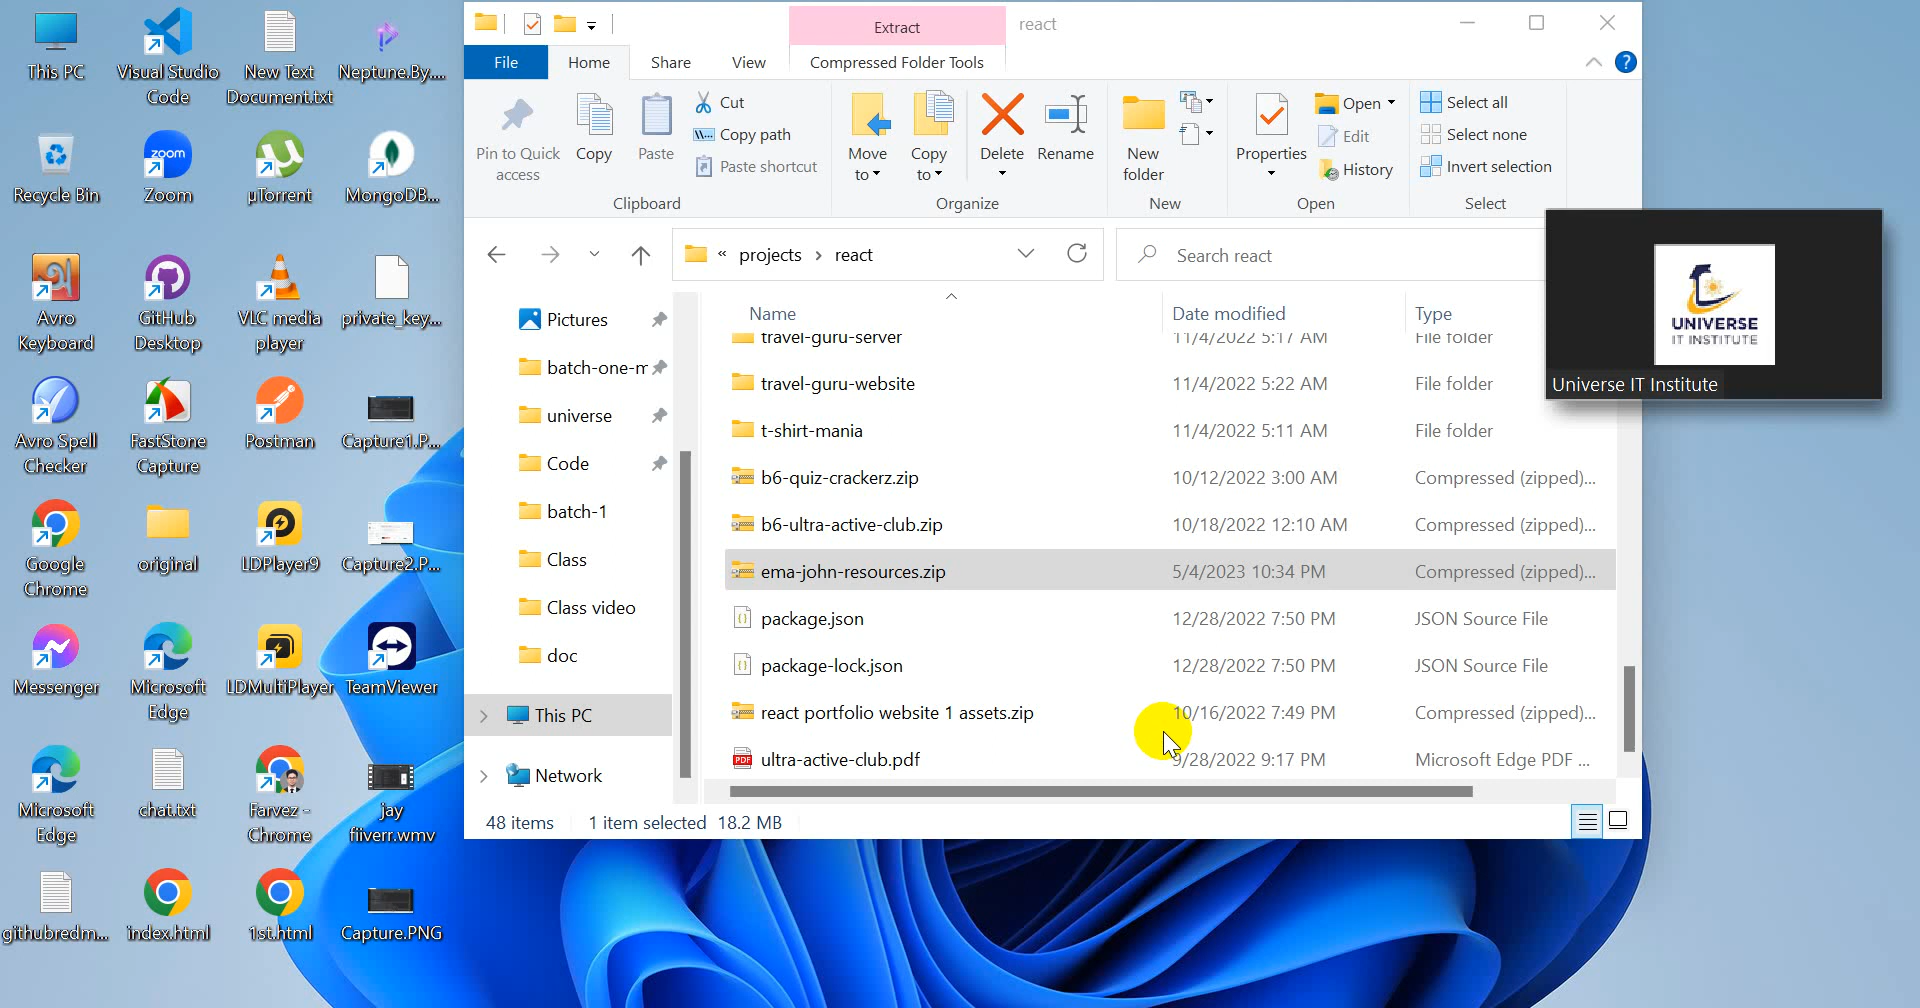 This PC
Visual Studio
Code
New Text
Document.txt
Neptune.By....
Recycle Bin
zoom
Zoom
µTorrent
MongoDB...
Avro
Keyboard
GitHub
Desktop
VLC media
player
private_key...
Avro Spell
Checker
FastStone
Capture
Postman
Capture1.P...
Google
Chrome
original
LDPlayer9
Capture2.P...
Messenger
Microsoft
Edge
LDMultiPlayer
TeamViewer
Microsoft
Edge
chat.txt
Farvez -
Chrome
jay
fiiverr.wmv
githubredm...
index.html
1st.html
Capture.PNG
Extract
react
File
Home
Share
View
Compressed Folder Tools
?
Pin to Quick
access
Copy
Paste
Cut
Copy path
Paste shortcut
Clipboard
Move
to
Copy
to
Delete
Rename
Organize
New
folder
New
Properties
Open
Edit
History
Open
Select all
Select none
Invert selection
Select
« projects › react
Search react
Pictures
batch-one-m
universe
Code
batch-1
Class
Class video
doc
This PC
Network
Name Date modified Type
travel-guru-server 11/4/2022 5:17 AM File folder
travel-guru-website 11/4/2022 5:22 AM File folder
t-shirt-mania 11/4/2022 5:11 AM File folder
b6-quiz-crackerz.zip 10/12/2022 3:00 AM Compressed (zipped)...
b6-ultra-active-club.zip 10/18/2022 12:10 AM Compressed (zipped)...
ema-john-resources.zip 5/4/2023 10:34 PM Compressed (zipped)...
package.json 12/28/2022 7:50 PM JSON Source File
package-lock.json 12/28/2022 7:50 PM JSON Source File
react portfolio website 1 assets.zip 10/16/2022 7:49 PM Compressed (zipped)...
PDF ultra-active-club.pdf 9/28/2022 9:17 PM Microsoft Edge PDF ...
48 items 1 item selected 18.2 MB
UNIVERSE
IT INSTITUTE
Universe IT Institute